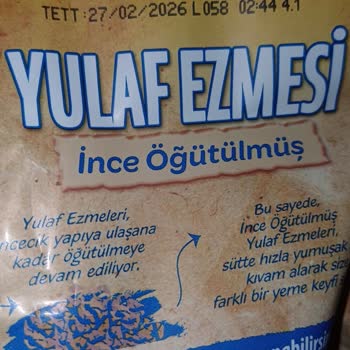 TETT:27/02/2026 L058 02:44 4.1
YULAF EZMESİ
İnce Öğütülmüş
Yulaf Ezmeleri,
incecik yapıya ulaşana
kadar öğütülmeye
devam ediliyor.
Bu sayede,
İnce Öğütülmüş
Yulaf Ezmeleri,
sütte hızla yumuşak
kıvam alarak
farklı bir yeme keyfi